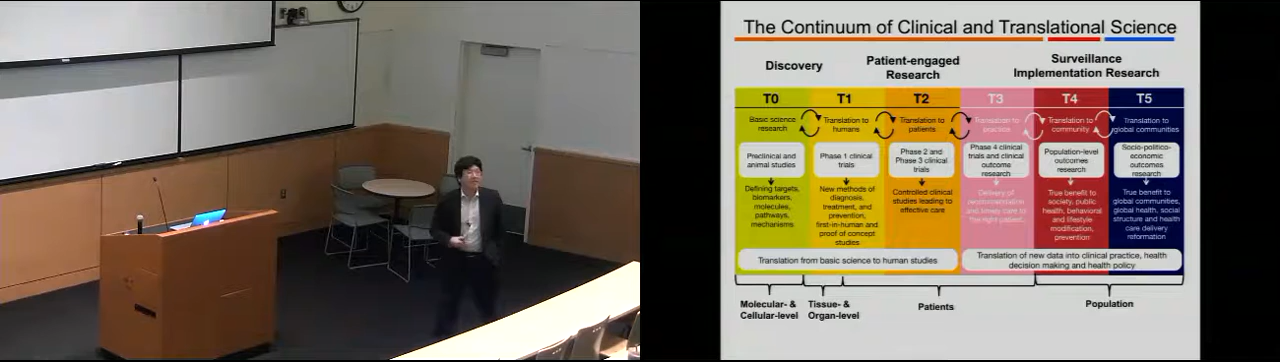 The Continuum of Clinical and Translational Science
Discovery
Patient-engaged
Research
Surveillance
Implementation Research
T0
T1
T2
T3
T4
T5
Basic science
research
Translation to
humans
Translation to
patients
Translation to
practice
Translation to
community
Translation to
global communities
Preclinical and
animal studies
Phase 1 clinical
trials
Phase 2 and
Phase 3 clinical
trials
Phase 4 clinical
trials and clinical
outcome
research
Population-level
outcomes
research
Socio-politico-
economic
outcomes
research
Defining targets,
biomarkers,
molecules,
pathways,
mechanisms
New methods of
diagnosis,
treatment, and
prevention,
first-in-human and
proof of concept
studies
Controlled clinical
studies leading to
effective care
Delivery of
recommended
and timely care to
the right patient
True benefit to
society, public
health, behavioral
and lifestyle
modification,
prevention
True benefit to
global communities,
global health, social
structure and health
care delivery
reformation
Translation from basic science to human studies
Translation of new data into clinical practice, health
decision making and health policy
Molecular- &
Cellular-level
Tissue- &
Organ-level
Patients
Population